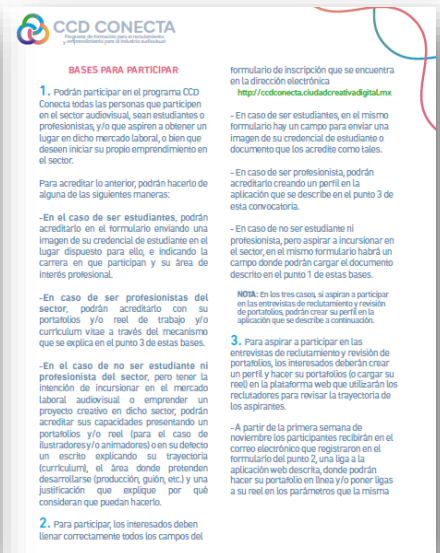 CCD CONECTA
Programa de formación para el reclutamiento
y emprendimiento para la industria audiovisual
BASES PARA PARTICIPAR
1. Podrán participar en el programa CCD
Conecta todas las personas que participen
en el sector audiovisual, sean estudiantes o
profesionistas, y/o que aspiren a obtener un
lugar en dicho mercado laboral, o bien que
deseen iniciar su propio emprendimiento en
el sector.
Para acreditar lo anterior, podrán hacerlo de
alguna de las siguientes maneras:
-En el caso de ser estudiantes, podrán
acreditarlo en el formulario enviando una
imagen de su credencial de estudiante en el
lugar dispuesto para ello, e indicando la
carrera en que participan y su área de
interés profesional.
-En caso de ser profesionistas del
sector, podrán acreditarlo con su
portafolios y/o reel de trabajo y/o
curriculum vitae a través del mecanismo
que se explica en el punto 3 de estas bases.
-En el caso de no ser estudiante ni
profesionista del sector, pero tener la
intención de incursionar en el mercado
laboral audiovisual o emprender un
proyecto creativo en dicho sector, podrán
acreditar sus capacidades presentando un
portafolios y/o reel (para el caso de
ilustradores y/o animadores) o en su defecto
un escrito explicando su trayectoria
(currículum), el área donde pretenden
desarrollarse (producción, guión, etc.) y una
justificación que explique por qué
consideran que puedan hacerlo.
2. Para participar, los interesados deben
llenar correctamente todos los campos del
formulario de inscripción que se encuentra
en la dirección electrónica
http://ccdconecta.ciudadcreativadigital.mx
- En caso de ser estudiantes, en el mismo
formulario hay un campo para enviar una
imagen de su credencial de estudiante o
documento que los acredite como tales.
- En caso de ser profesionista, podrá
acreditarlo creando un perfil en la
aplicación que se describe en el punto 3 de
esta convocatoria.
- En caso de no ser estudiante ni
profesionista, pero aspirar a incursionar en
el sector, en el mismo formulario habrá un
campo donde podrán cargar el documento
descrito en el punto 1 de estas bases.
NOTA: En los tres casos, si aspiran a participar
en las entrevistas de reclutamiento y revisión
de portafolios, podrán crear su perfil en la
aplicación que se describe a continuación.
3. Para aspirar a participar en las
entrevistas de reclutamiento y revisión de
portafolios, los interesados deberán crear
un perfil y hacer su portafolios (o cargar su
reel) en la plataforma web que utilizarán los
reclutadores para revisar la trayectoria de
los aspirantes.
- A partir de la primera semana de
noviembre los participantes recibirán en el
correo electrónico que registraron en el
formulario del punto 2, una liga a la
aplicación web descrita, donde podrán
hacer su portafolio en línea y/o poner ligas
a su reel en los parámetros que la misma